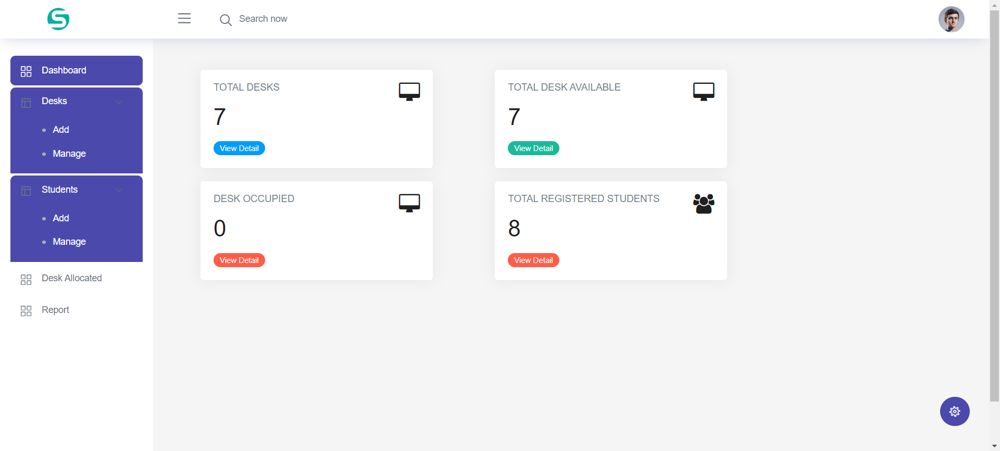 Search now
Dashboard
Desks
Add
Manage
Students
Add
Manage
Desk Allocated
Report
TOTAL DESKS
7
View Detail
TOTAL DESK AVAILABLE
7
View Detail
DESK OCCUPIED
0
View Detail
TOTAL REGISTERED STUDENTS
8
View Detail